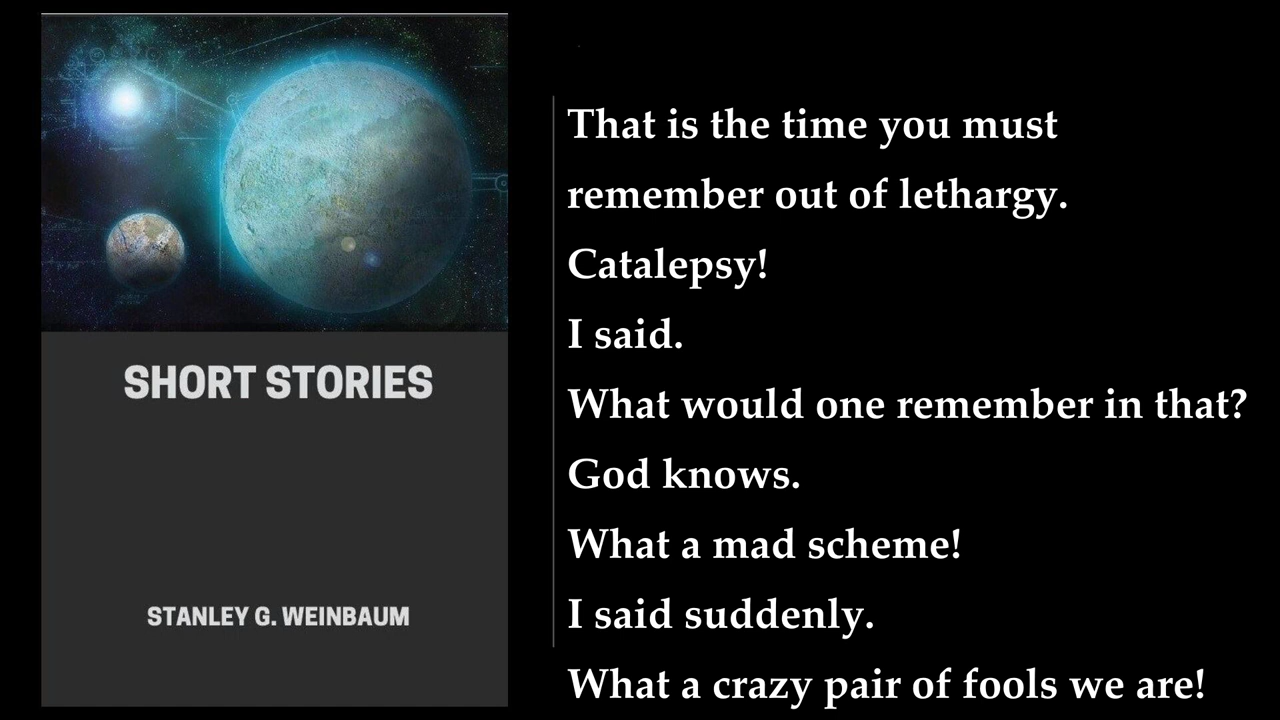 SHORT STORIES
STANLEY G. WEINBAUM
That is the time you must
remember out of lethargy.
Catalepsy!
I said.
What would one remember in that?
God knows.
What a mad scheme!
I said suddenly.
What a crazy pair of fools we are!